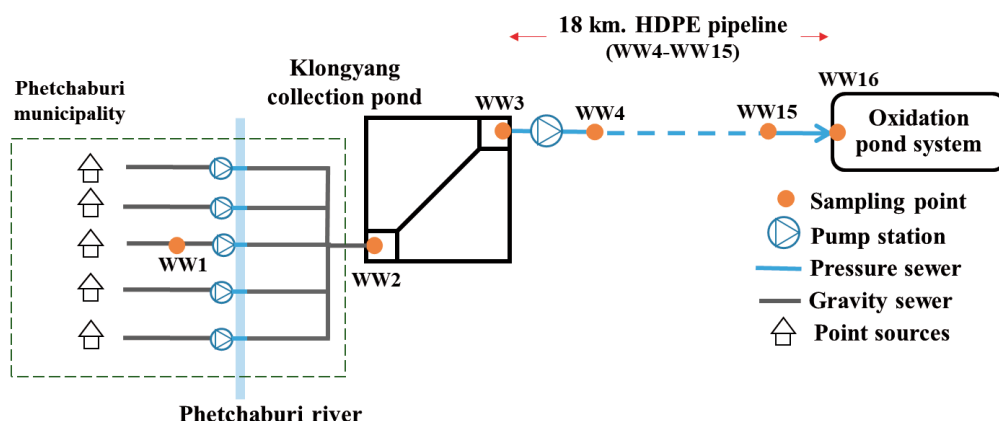 18 km. HDPE pipeline
(WW4-WW15)
Klongyang
collection pond
Phetchaburi
municipality
WW3
WW4
WW15
WW16
Oxidation
pond system
WW1
WW2
Sampling point
Pump station
Pressure sewer
Gravity sewer
Point sources
Phetchaburi river